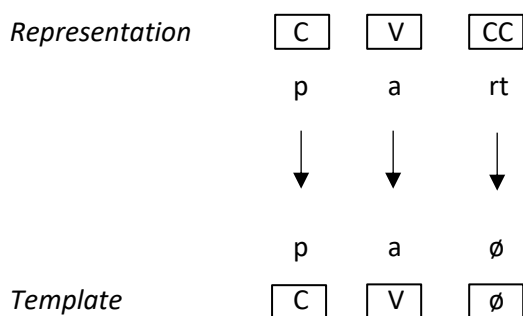 Representation C V CC
p a rt
p a ø
Template C V ø